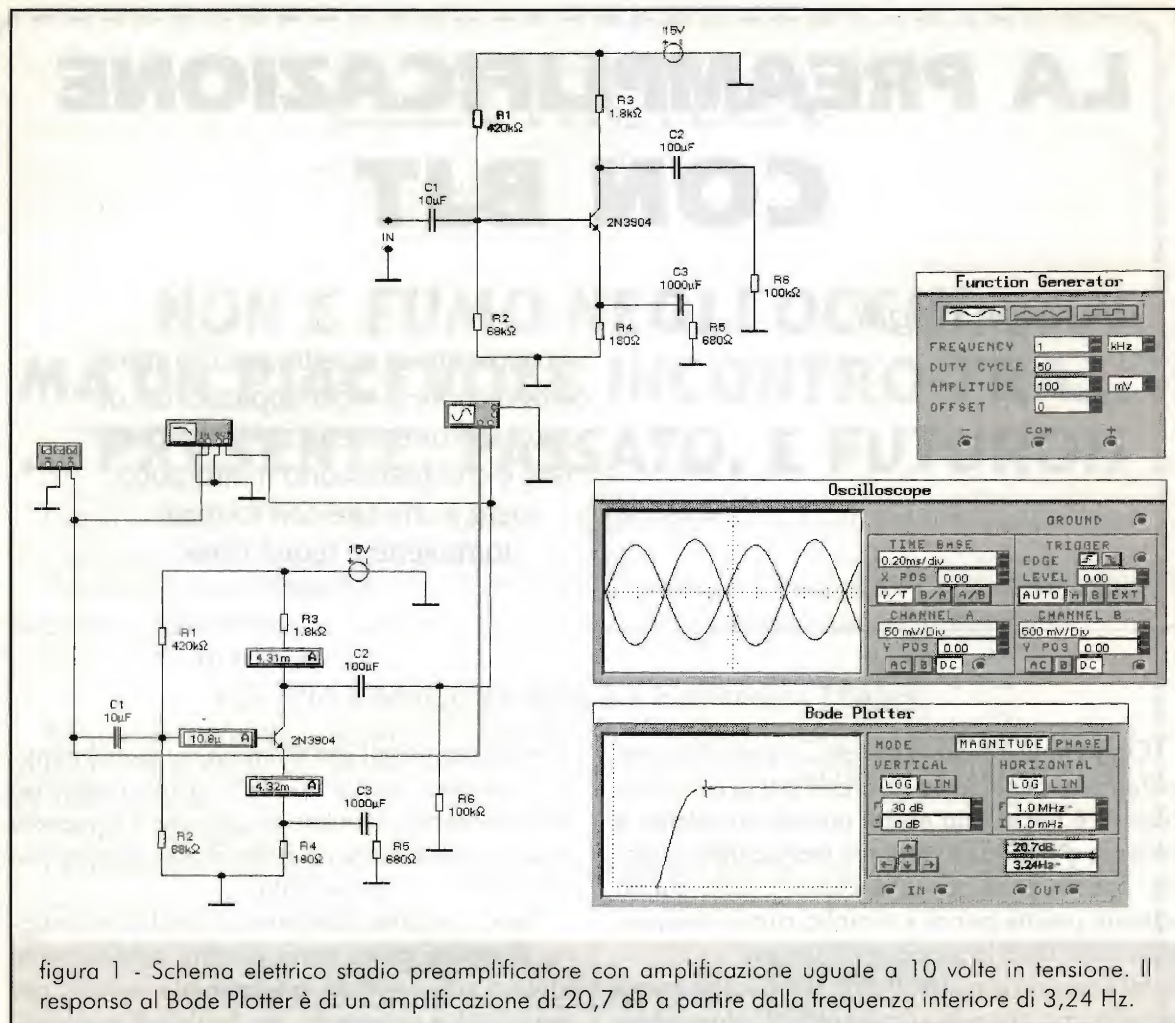 15V
R1
420kΩ
R3
1.8kΩ
C2
100µF
C1
10µF
IN
2N3904
R2
68kΩ
C3
1000µF
R4
180Ω
R5
680Ω
R6
100kΩ
Function Generator
FREQUENCY 1 kHz
DUTY CYCLE 50
AMPLITUDE 100 mV
OFFSET 0
− COM +
15V
R1
420kΩ
R3
1.8kΩ
4.31m A
C2
100µF
C1
10µF
10.8µ A
2N3904
4.32m A
R2
68kΩ
C3
1000µF
R4
180Ω
R5
680Ω
R6
100kΩ
Oscilloscope
GROUND
TIME BASE
0.20ms/div
X POS 0.00
Y/T B/A A/B
TRIGGER
EDGE
LEVEL 0.00
AUTO A B EXT
CHANNEL A
50 mV/Div
Y POS 0.00
AC 0 DC
CHANNEL B
500 mV/Div
Y POS 0.00
AC 0 DC
Bode Plotter
MODE MAGNITUDE PHASE
VERTICAL HORIZONTAL
LOG LIN LOG LIN
F 30 dB F 1.0 MHz
I 0 dB I 1.0 mHz
20.7dB
3.24Hz
IN OUT
figura 1 - Schema elettrico stadio preamplificatore con amplificazione uguale a 10 volte in tensione. Il
responso al Bode Plotter è di un amplificazione di 20,7 dB a partire dalla frequenza inferiore di 3,24 Hz.